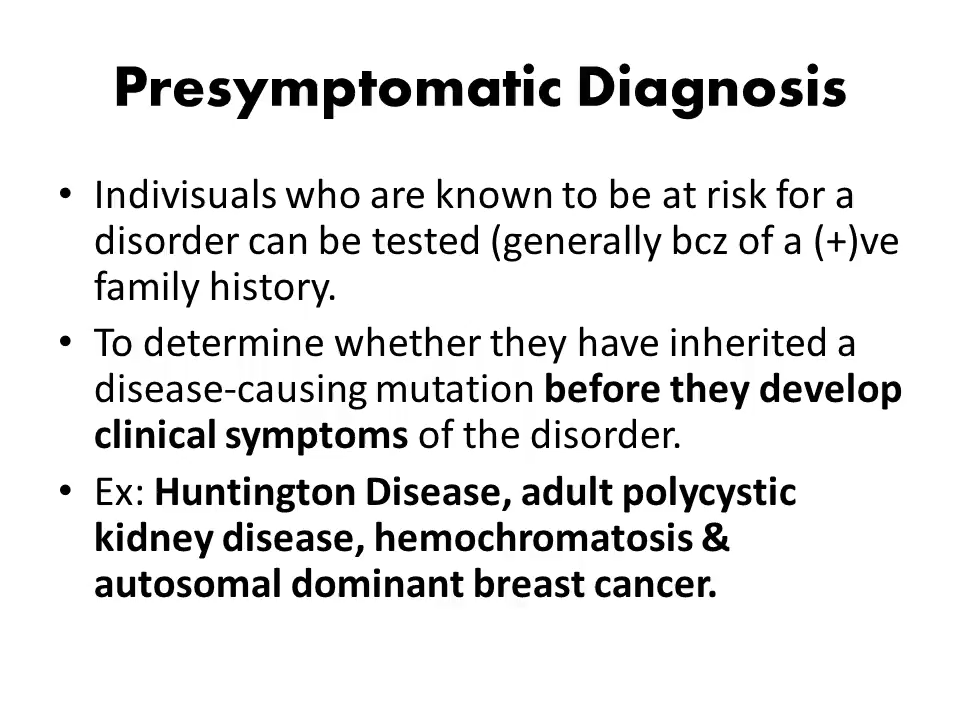 Presymptomatic Diagnosis
• Indivisuals who are known to be at risk for a
disorder can be tested (generally bcz of a (+)ve
family history.
• To determine whether they have inherited a
disease-causing mutation before they develop
clinical symptoms of the disorder.
• Ex: Huntington Disease, adult polycystic
kidney disease, hemochromatosis &
autosomal dominant breast cancer.